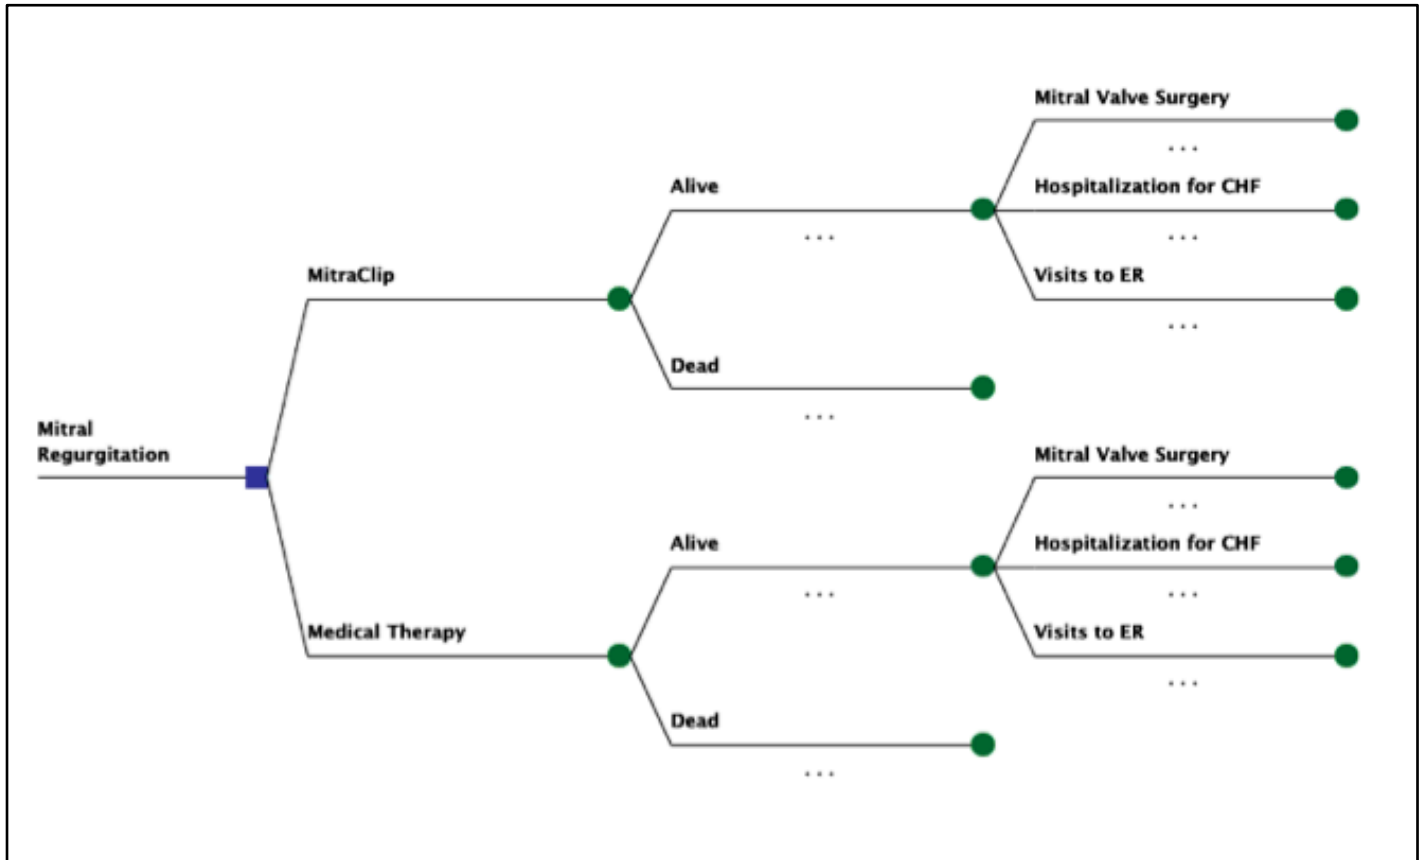 Mitral Valve Surgery
...
Alive
Hospitalization for CHF
...
...
MitraClip
Visits to ER
...
Dead
...
Mitral
Regurgitation
Mitral Valve Surgery
...
Alive
Hospitalization for CHF
...
...
Medical Therapy
Visits to ER
...
Dead
...